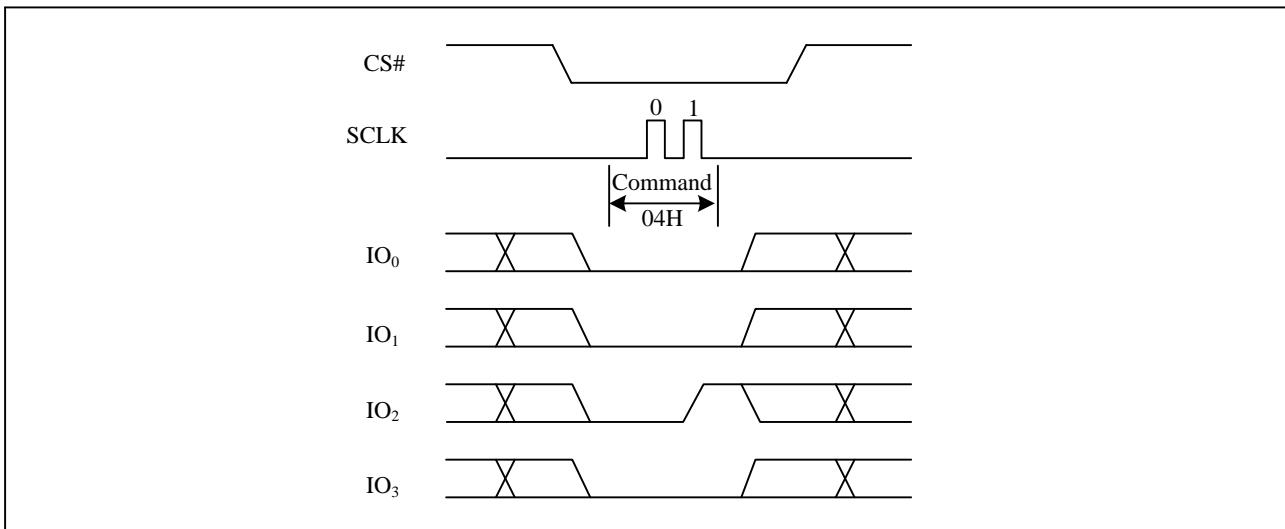 CS#
0 1
SCLK
Command
04H
IO₀
IO₁
IO₂
IO₃